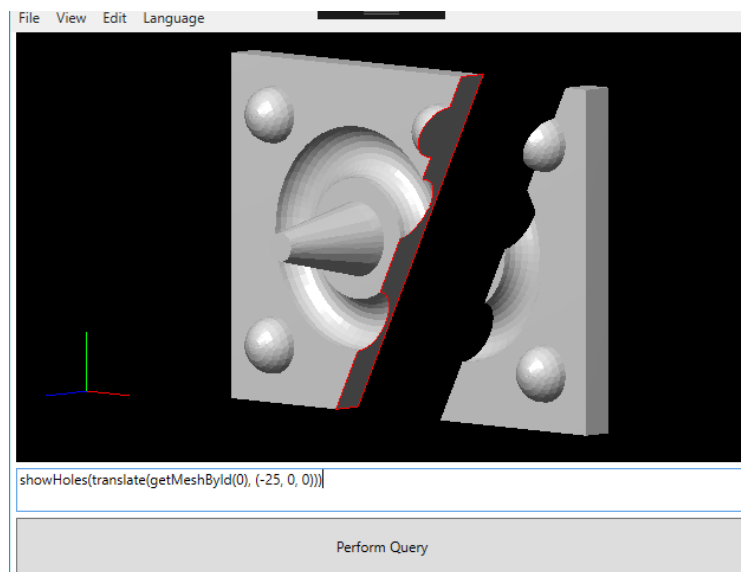 File View Edit Language
showHoles(translate(getMeshById(0), (-25, 0, 0)))
Perform Query